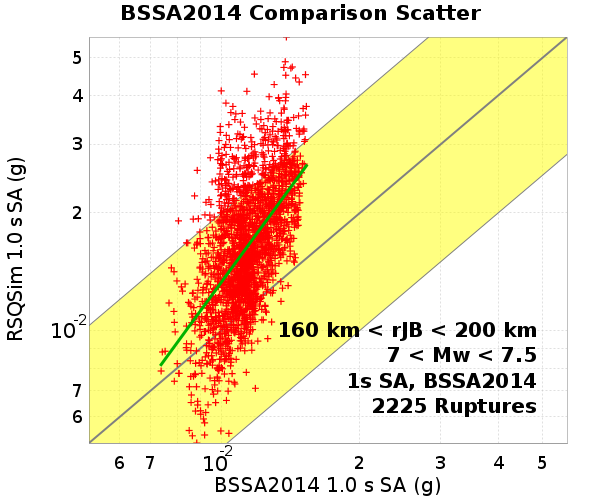 BSSA2014 Comparison Scatter
RSQSim 1.0 s SA (g)
5
4
3
2
10-2
7
6
160 km < rJB < 200 km
7 < Mw < 7.5
1s SA, BSSA2014
2225 Ruptures
6 7 10-2 2 3 4 5
BSSA2014 1.0 s SA (g)